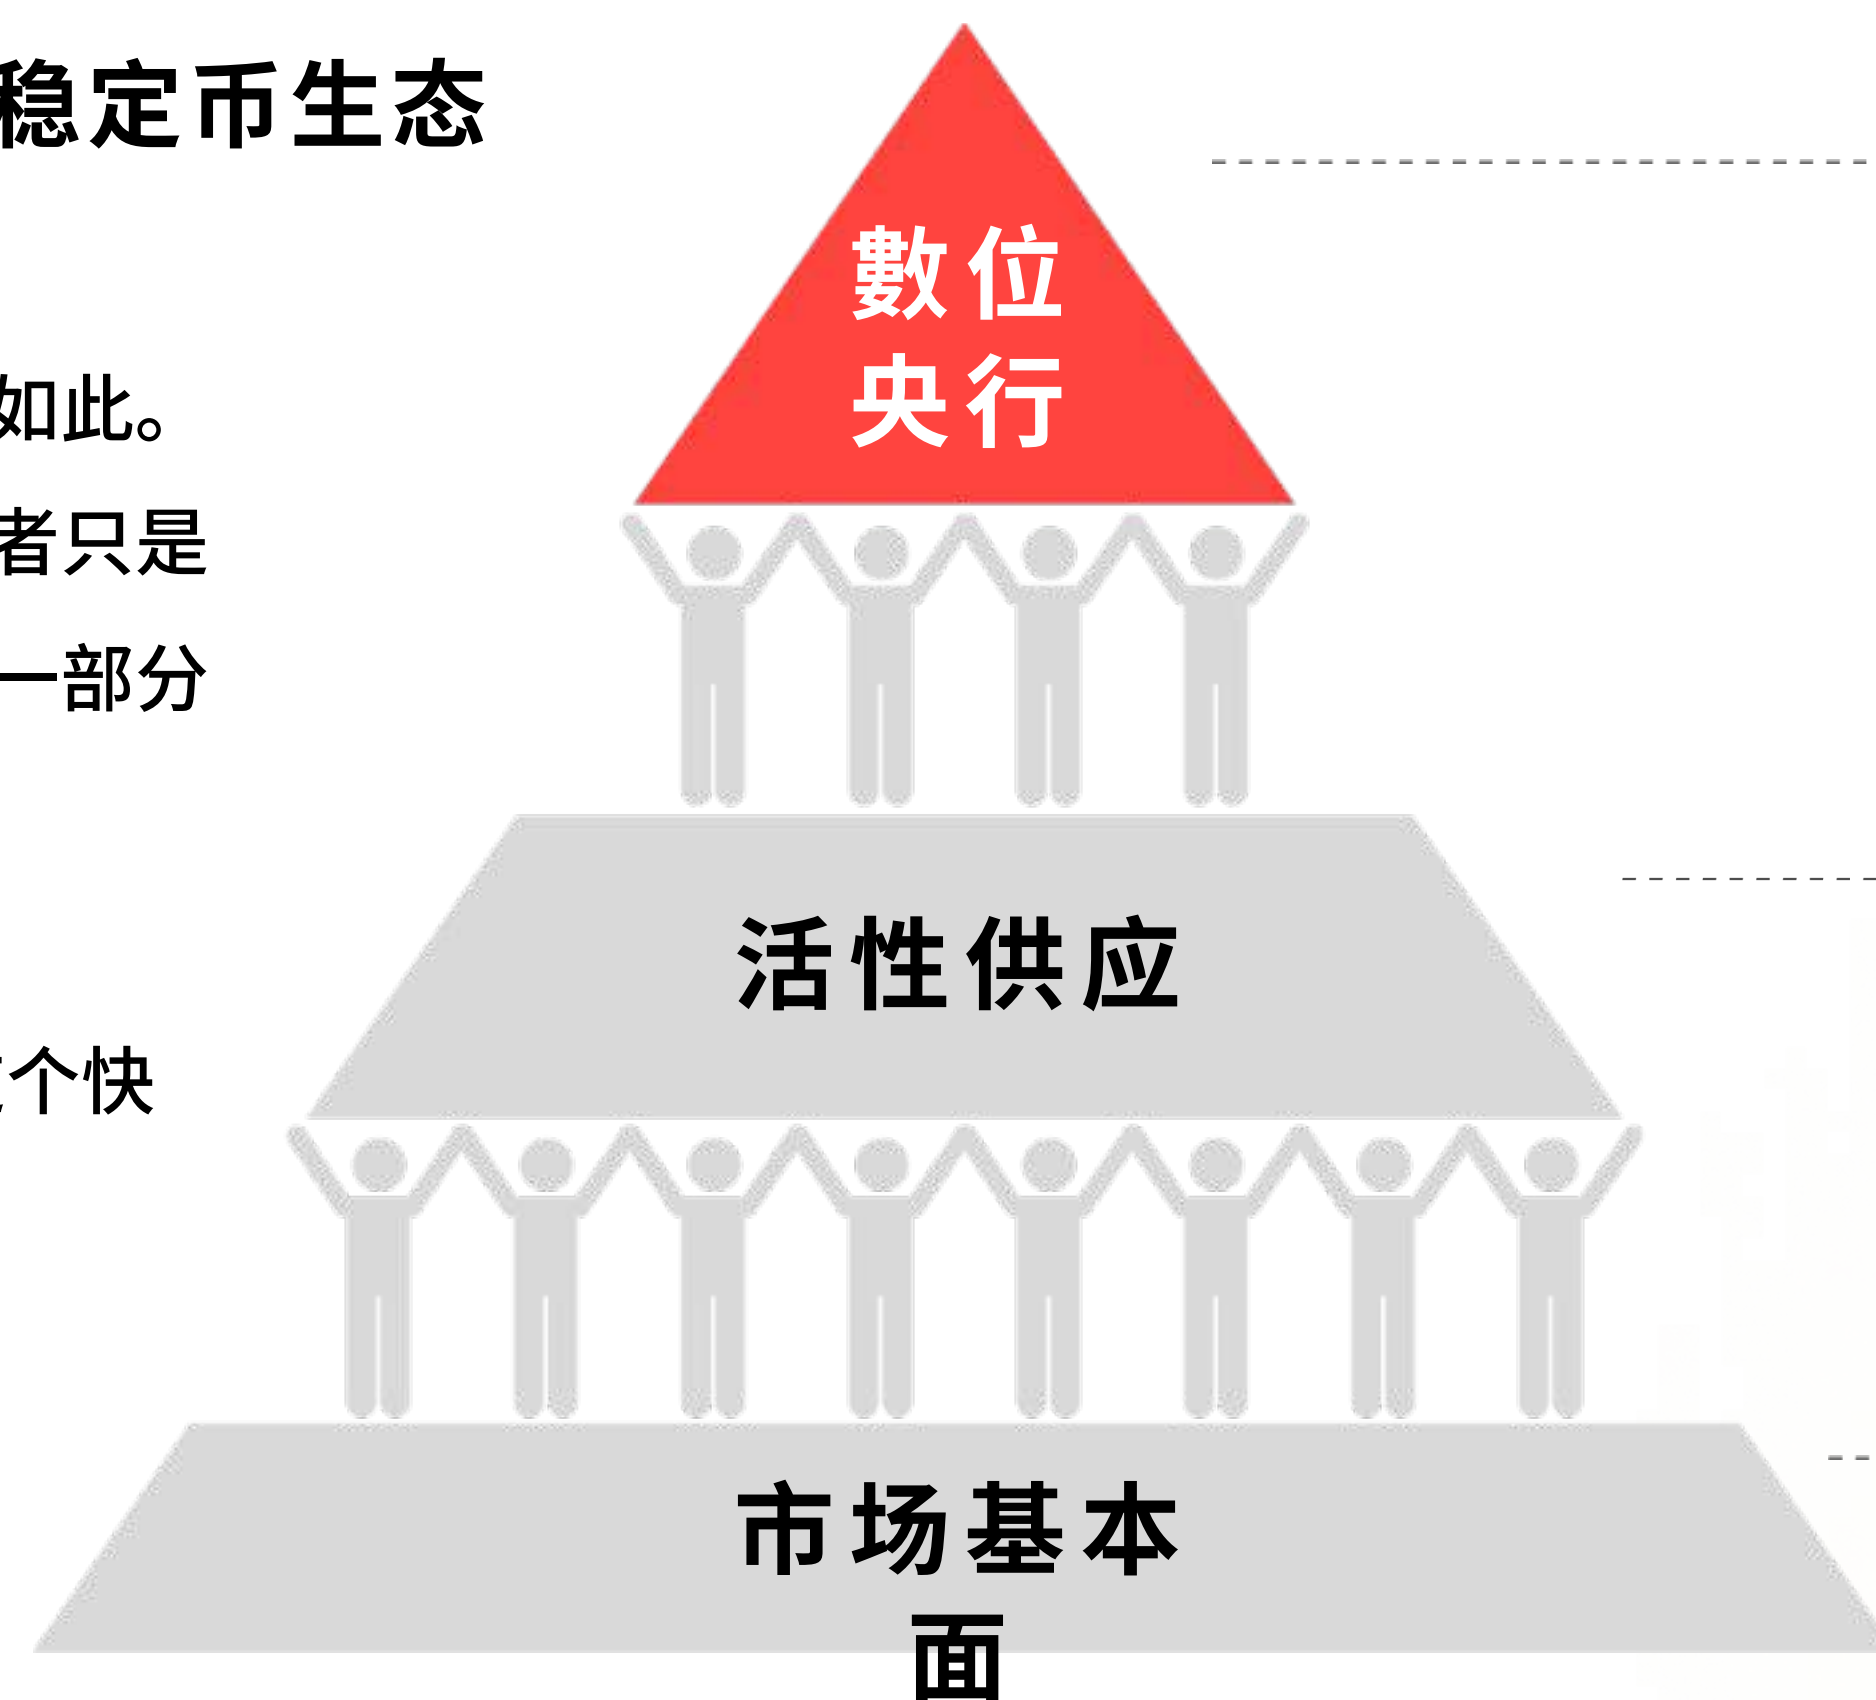 稳定币生态
數位
央行
如此。
者只是
一部分
活性供应
个快
市场基本
面